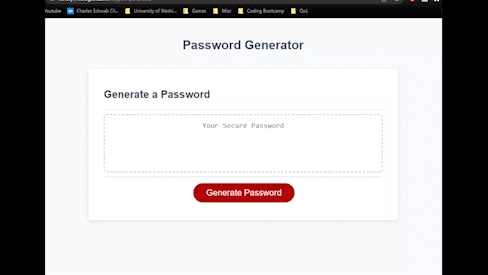 Youtube Charles Schwab Cli... University of Washi... Games Misc Coding Bootcamp QoL
Password Generator
Generate a Password
Your Secure Password
Generate Password